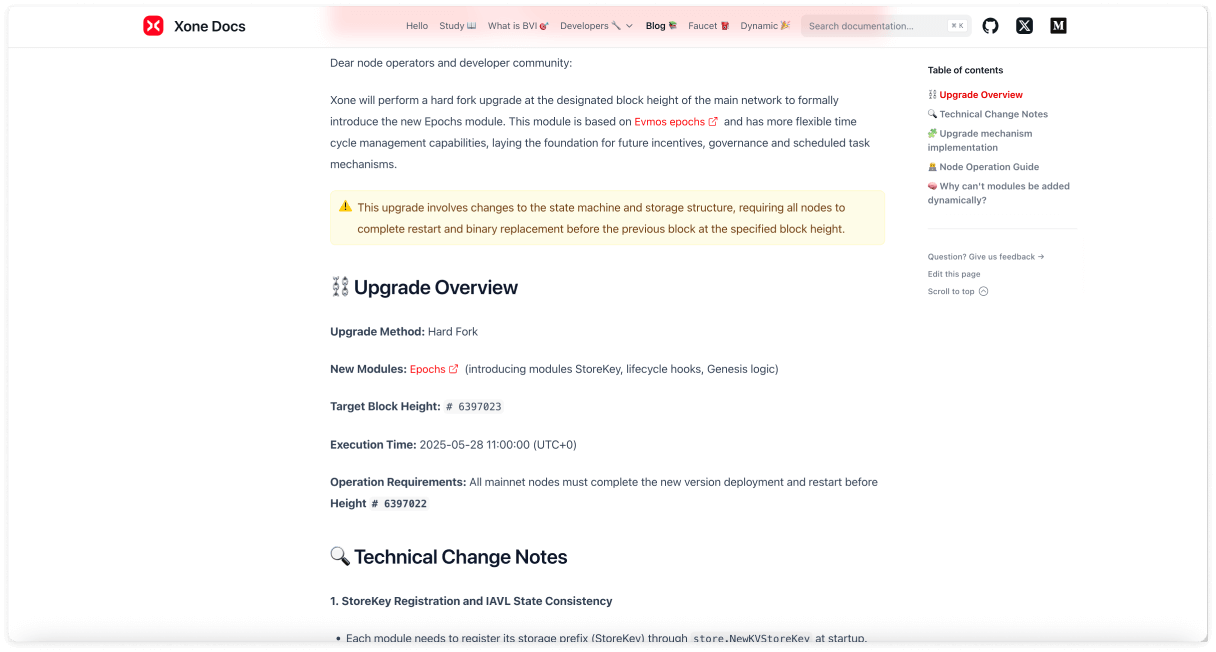 Xone Docs
Hello Study 📖 What is BVI 🎯 Developers 🔧 Blog 📚 Faucet Dynamic 🎉 Search documentation... ⌘ K
Dear node operators and developer community:
Xone will perform a hard fork upgrade at the designated block height of the main network to formally
introduce the new Epochs module. This module is based on Evmos epochs and has more flexible time
cycle management capabilities, laying the foundation for future incentives, governance and scheduled task
mechanisms.
⚠️ This upgrade involves changes to the state machine and storage structure, requiring all nodes to
complete restart and binary replacement before the previous block at the specified block height.
⛓️ Upgrade Overview
Upgrade Method: Hard Fork
New Modules: Epochs (introducing modules StoreKey, lifecycle hooks, Genesis logic)
Target Block Height: # 6397023
Execution Time: 2025-05-28 11:00:00 (UTC+0)
Operation Requirements: All mainnet nodes must complete the new version deployment and restart before
Height # 6397022
🔍 Technical Change Notes
1. StoreKey Registration and IAVL State Consistency
• Each module needs to register its storage prefix (StoreKey) through store.NewKVStoreKey at startup.
Table of contents
⛓️ Upgrade Overview
🔍 Technical Change Notes
🧩 Upgrade mechanism
implementation
Node Operation Guide
🧠 Why can't modules be added
dynamically?
Question? Give us feedback →
Edit this page
Scroll to top